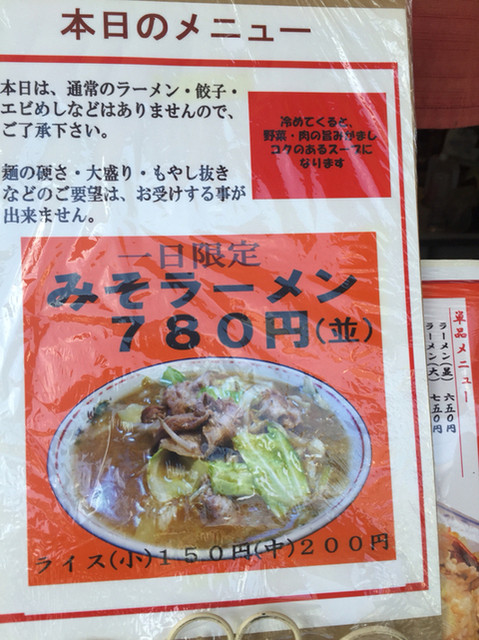 本日のメニュー
本日は、通常のラーメン・餃子・
エビめしなどはありませんので、
ご了承下さい。
麺の硬さ・大盛り・もやし抜き
などのご要望は、お受けする事が
出来ません。
冷めてくるさ、
野菜・肉の旨みがまし
コクのあるスープに
なります
一日限定
みそラーメン
780円(並)
ライス(小)150円(中)200円
単品メニュー
ラーメン(並) 六五0円
ラーメン(大) 七五0円